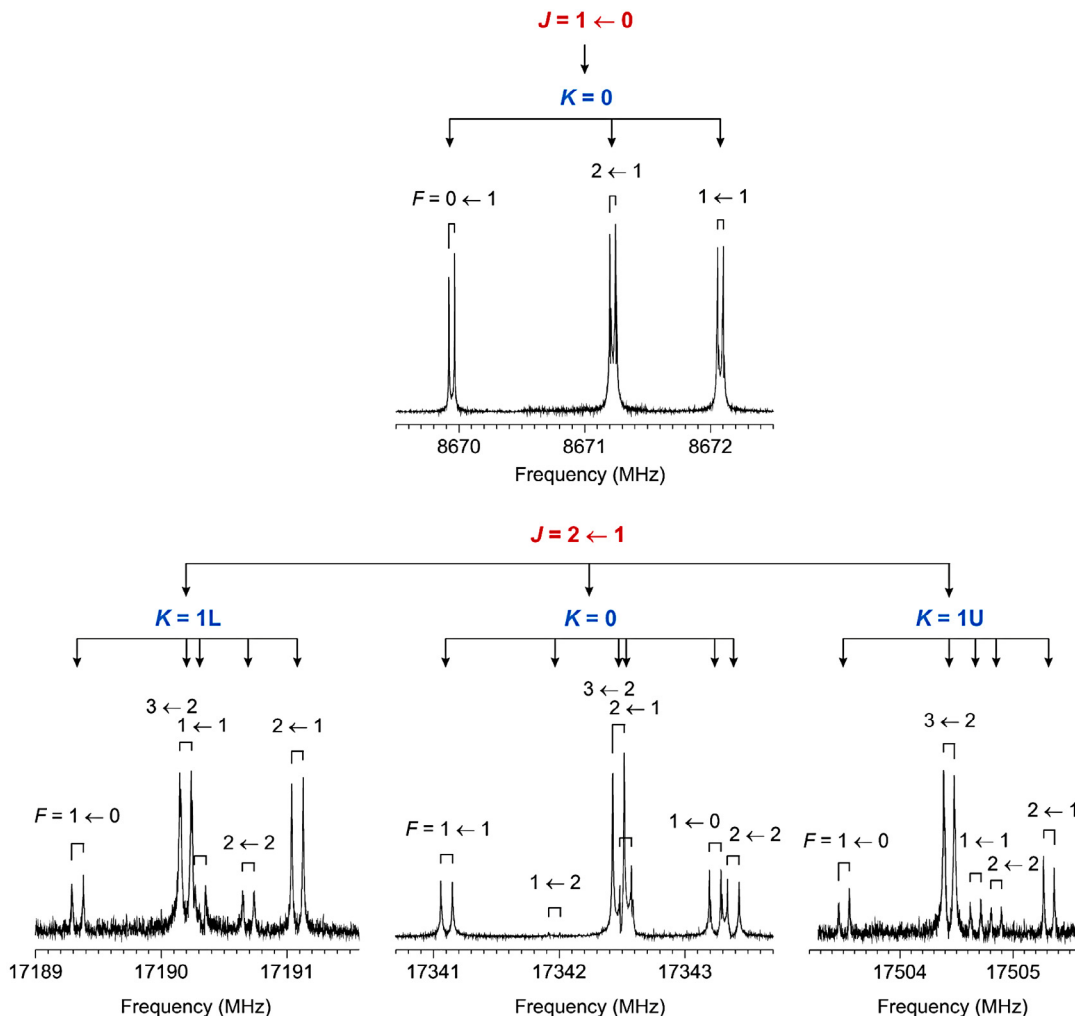 J = 1 ← 0
K = 0
2 ← 1
F = 0 ← 1
1 ← 1
8670 8671 8672
Frequency (MHz)
J = 2 ← 1
K = 1L K = 0 K = 1U
3 ← 2
1 ← 1
2 ← 1
F = 1 ← 0
2 ← 2
17189 17190 17191
Frequency (MHz)
3 ← 2
2 ← 1
F = 1 ← 1
1 ← 2
1 ← 0
2 ← 2
17341 17342 17343
Frequency (MHz)
3 ← 2
2 ← 1
F = 1 ← 0
1 ← 1
2 ← 2
17504 17505
Frequency (MHz)